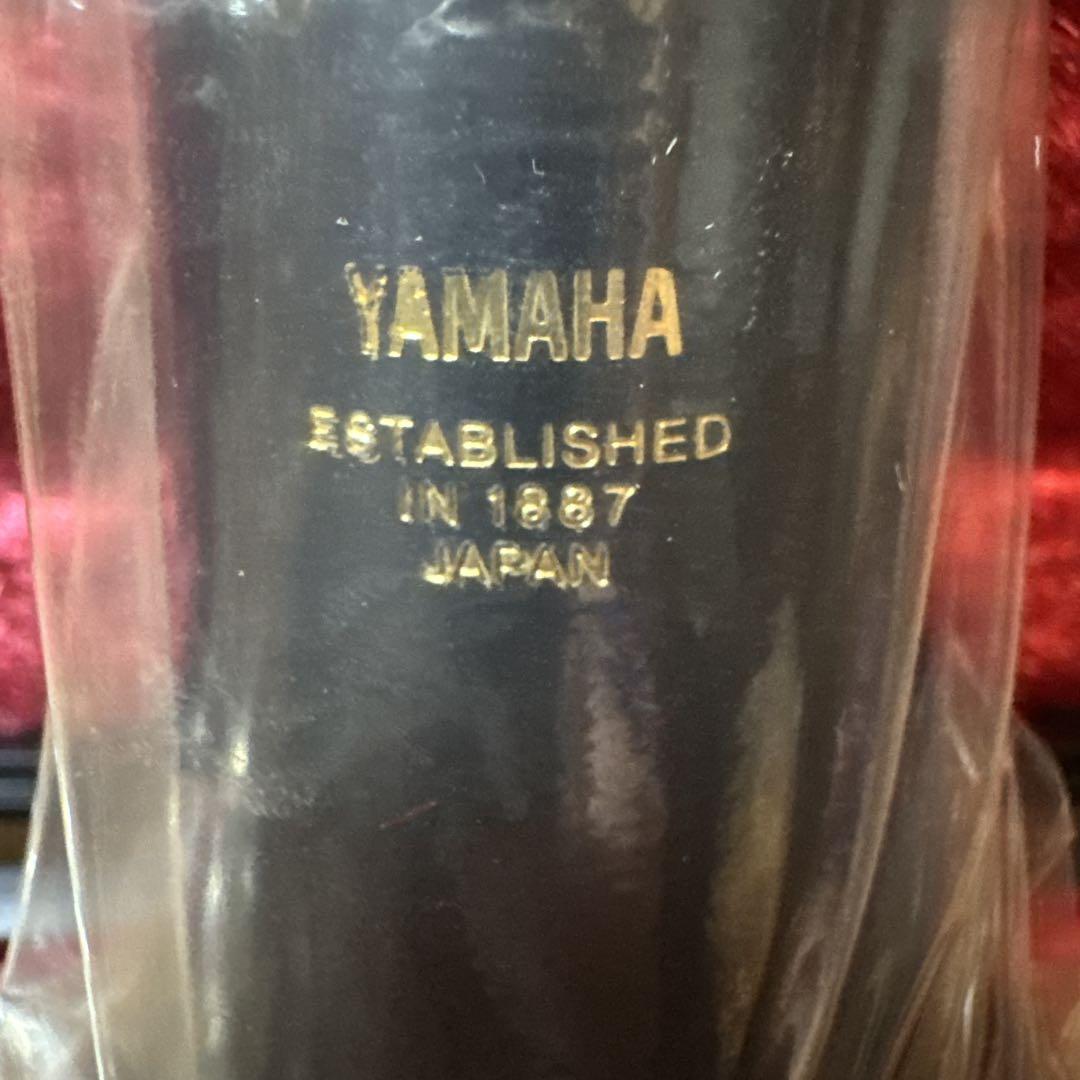 YAMAHA
ESTABLISHED
IN 1887
JAPAN